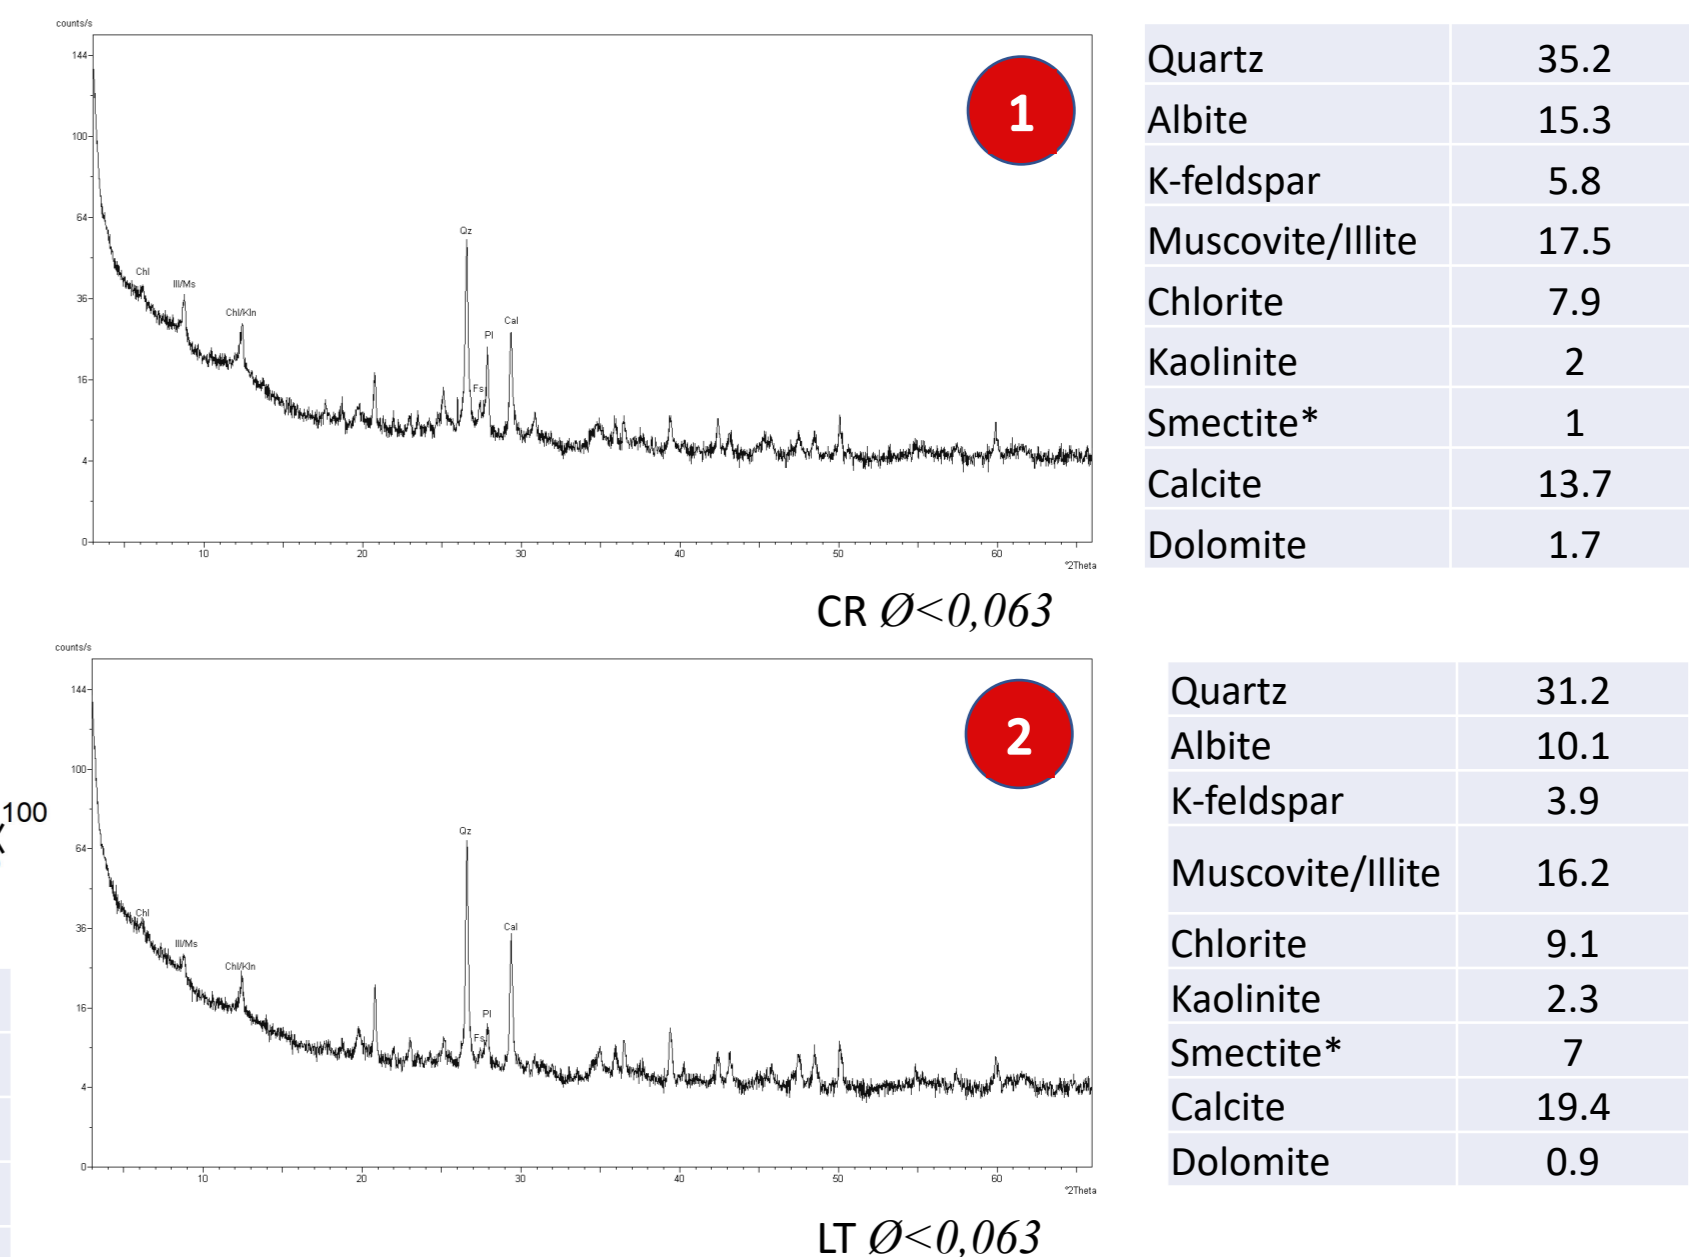 counts/s
144
100
64
36
16
4
0
10
20
30
40
50
60
°2Theta
Chl
Ill/Ms
Chl/Kln
Qz
Fs
Pl
Cal
1
Quartz 35.2
Albite 15.3
K-feldspar 5.8
Muscovite/Illite 17.5
Chlorite 7.9
Kaolinite 2
Smectite* 1
Calcite 13.7
Dolomite 1.7
CR Ø<0,063
counts/s
144
100
64
36
16
4
0
10
20
30
40
50
60
°2Theta
Chl
Ill/Ms
Chl/Kln
Qz
Fs
Pl
Cal
2
Quartz 31.2
Albite 10.1
K-feldspar 3.9
Muscovite/Illite 16.2
Chlorite 9.1
Kaolinite 2.3
Smectite* 7
Calcite 19.4
Dolomite 0.9
LT Ø<0,063
100